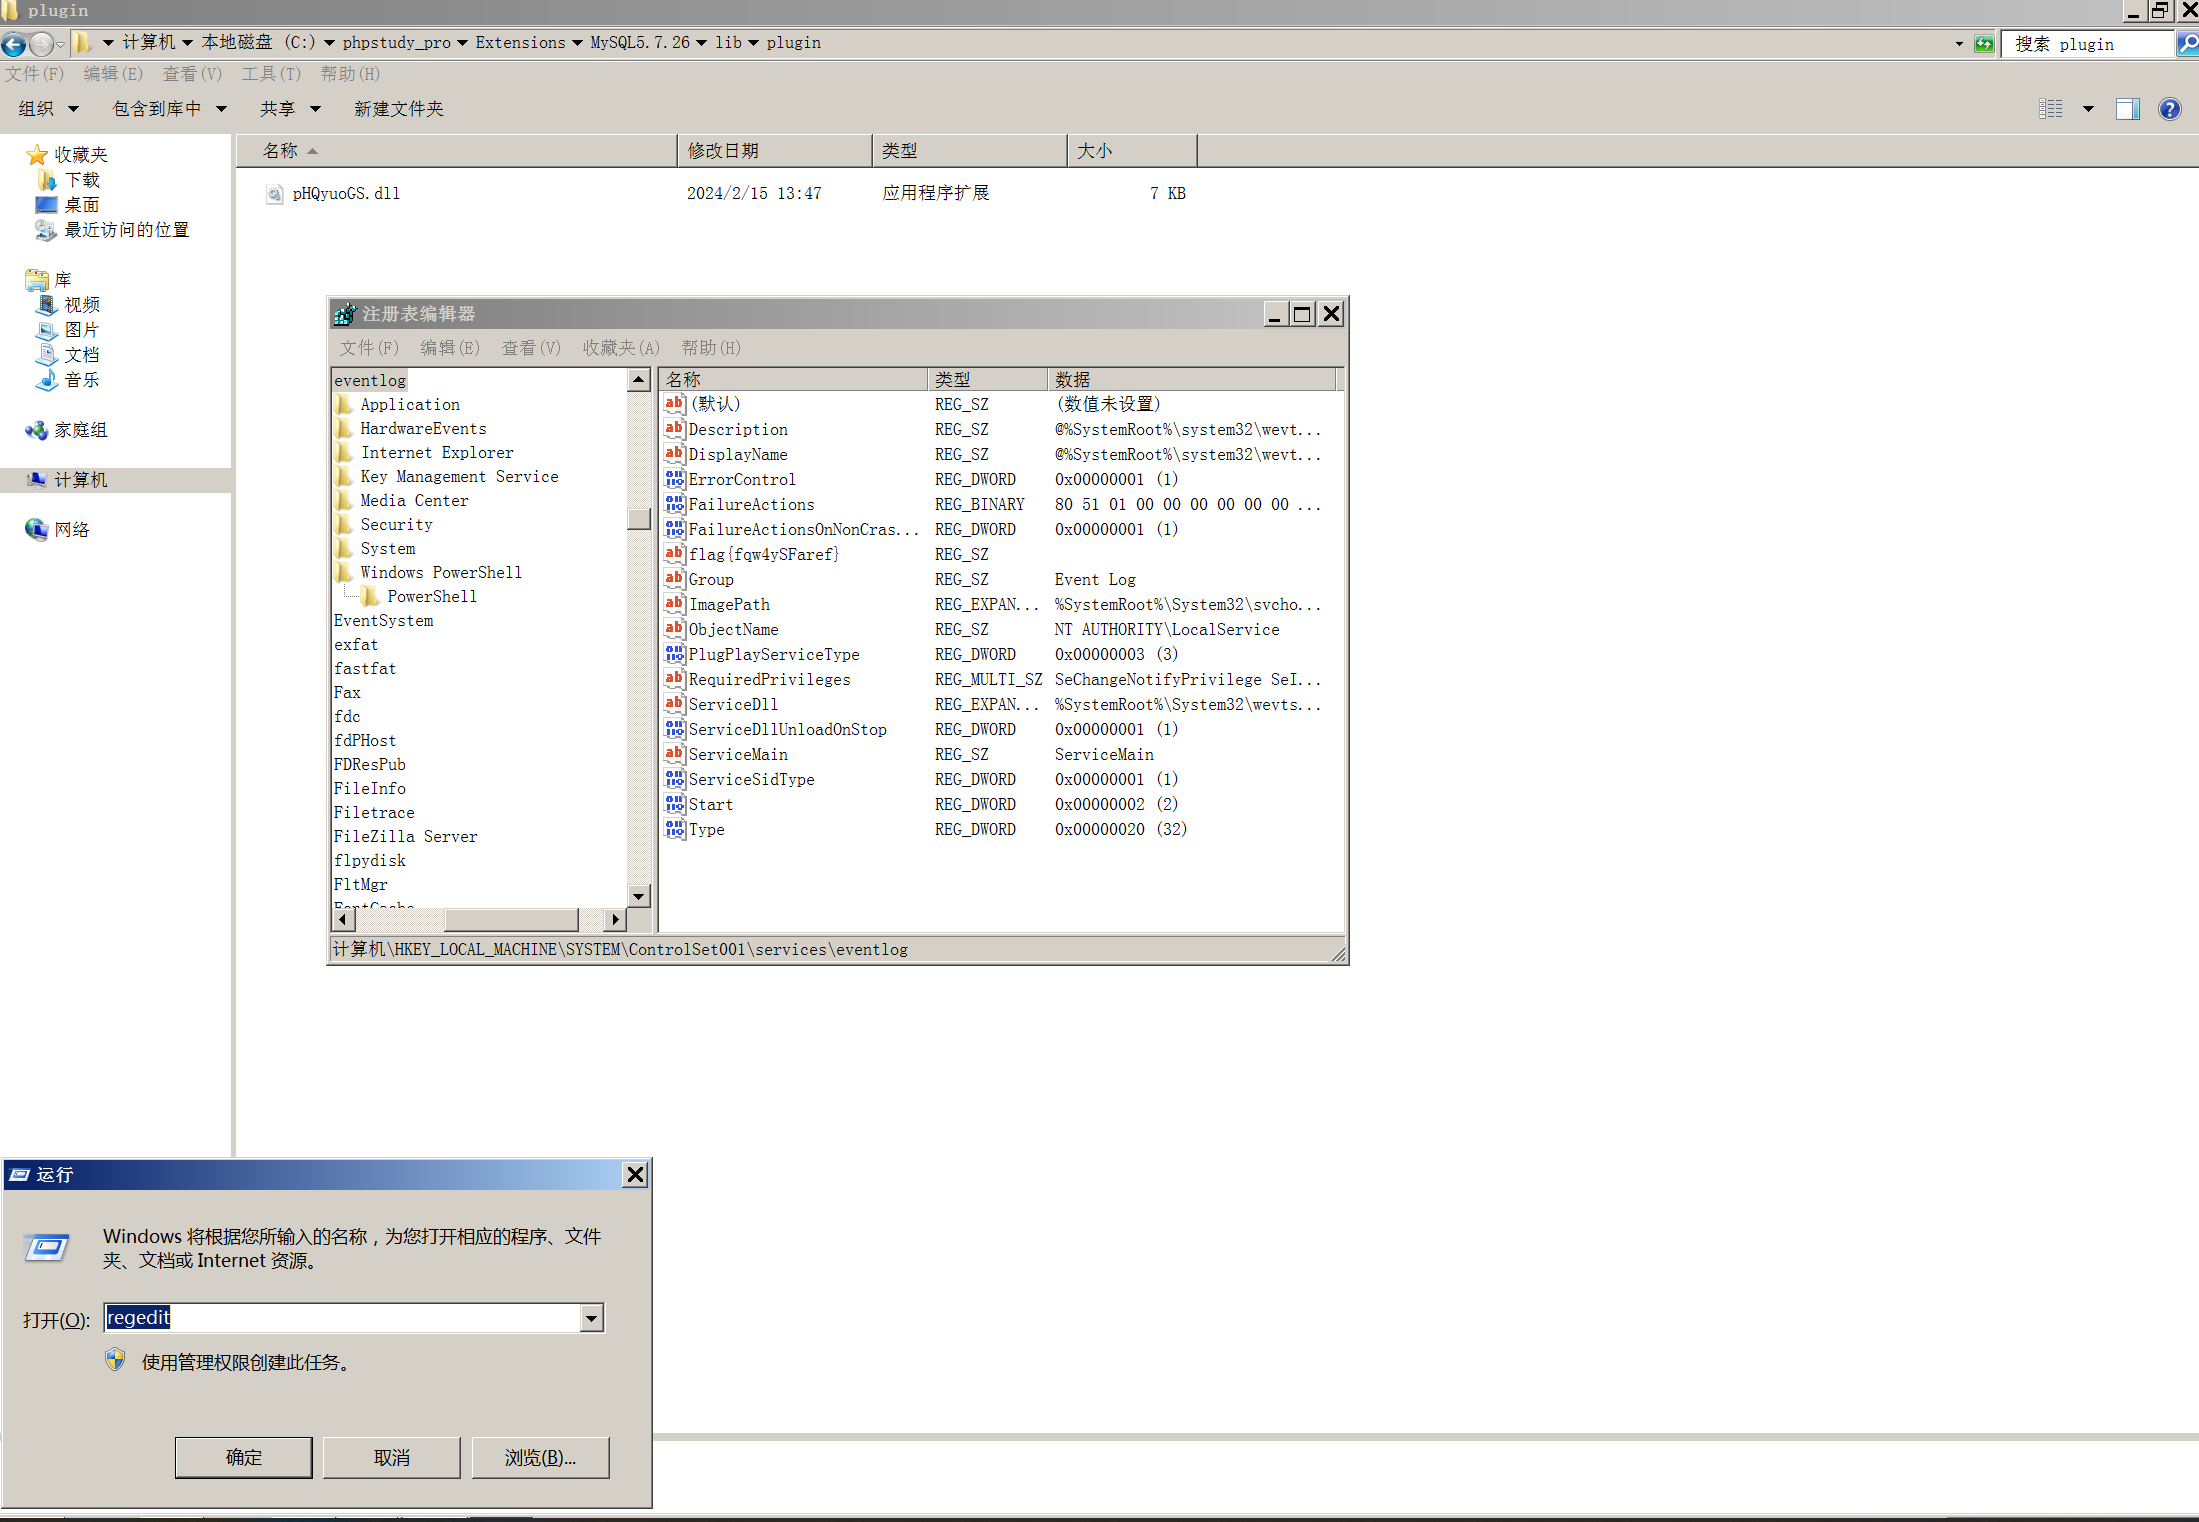 plugin
计算机 本地磁盘 (C:) phpstudy_pro Extensions MySQL5.7.26 lib plugin
搜索 plugin
文件(F) 编辑(E) 查看(V) 工具(T) 帮助(H)
组织 包含到库中 共享 新建文件夹
名称 修改日期 类型 大小
pHQyuoGS.dll 2024/2/15 13:47 应用程序扩展 7 KB
收藏夹
下载
桌面
最近访问的位置
库
视频
图片
文档
音乐
家庭组
计算机
网络
注册表编辑器
文件(F) 编辑(E) 查看(V) 收藏夹(A) 帮助(H)
eventlog
Application
HardwareEvents
Internet Explorer
Key Management Service
Media Center
Security
System
Windows PowerShell
PowerShell
EventSystem
exfat
fastfat
Fax
fdc
fdPHost
FDResPub
FileInfo
Filetrace
FileZilla Server
flpydisk
FltMgr
名称 类型 数据
(默认) REG_SZ (数值未设置)
Description REG_SZ @%SystemRoot%\system32\wevt...
DisplayName REG_SZ @%SystemRoot%\system32\wevt...
ErrorControl REG_DWORD 0x00000001 (1)
FailureActions REG_BINARY 80 51 01 00 00 00 00 00 00 ...
FailureActionsOnNonCras... REG_DWORD 0x00000001 (1)
flag{fqw4ySFaref} REG_SZ
Group REG_SZ Event Log
ImagePath REG_EXPAN... %SystemRoot%\System32\svcho...
ObjectName REG_SZ NT AUTHORITY\LocalService
PlugPlayServiceType REG_DWORD 0x00000003 (3)
RequiredPrivileges REG_MULTI_SZ SeChangeNotifyPrivilege SeI...
ServiceDll REG_EXPAN... %SystemRoot%\System32\wevts...
ServiceDllUnloadOnStop REG_DWORD 0x00000001 (1)
ServiceMain REG_SZ ServiceMain
ServiceSidType REG_DWORD 0x00000001 (1)
Start REG_DWORD 0x00000002 (2)
Type REG_DWORD 0x00000020 (32)
计算机\HKEY_LOCAL_MACHINE\SYSTEM\ControlSet001\services\eventlog
运行
Windows 将根据您所输入的名称，为您打开相应的程序、文件
夹、文档或 Internet 资源。
打开(O): regedit
使用管理权限创建此任务。
确定 取消 浏览(B)...